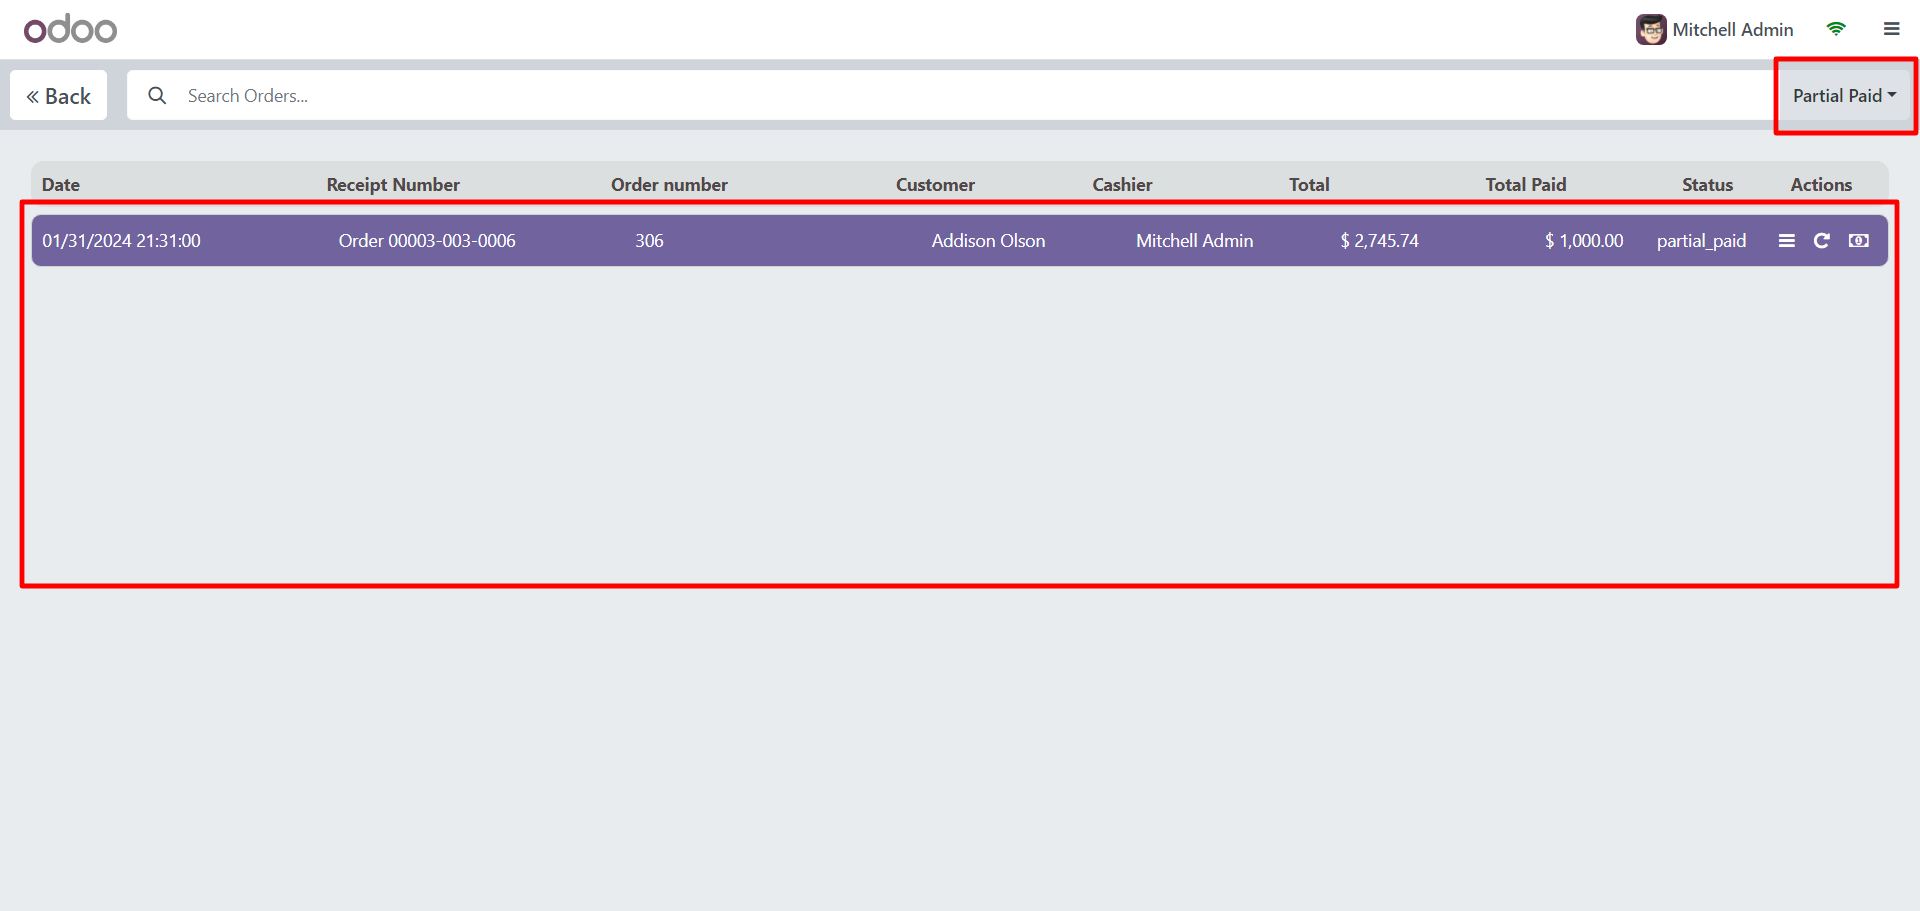 odoo
Mitchell Admin
« Back
Search Orders...
Partial Paid
Date Receipt Number Order number Customer Cashier Total Total Paid Status Actions
01/31/2024 21:31:00 Order 00003-003-0006 306 Addison Olson Mitchell Admin $ 2,745.74 $ 1,000.00 partial_paid